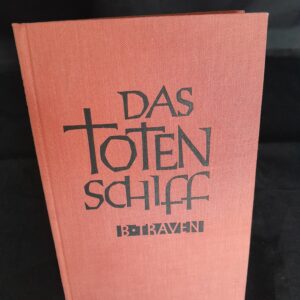 DAS
TOTEN
SCHIFF
B·TRAVEN